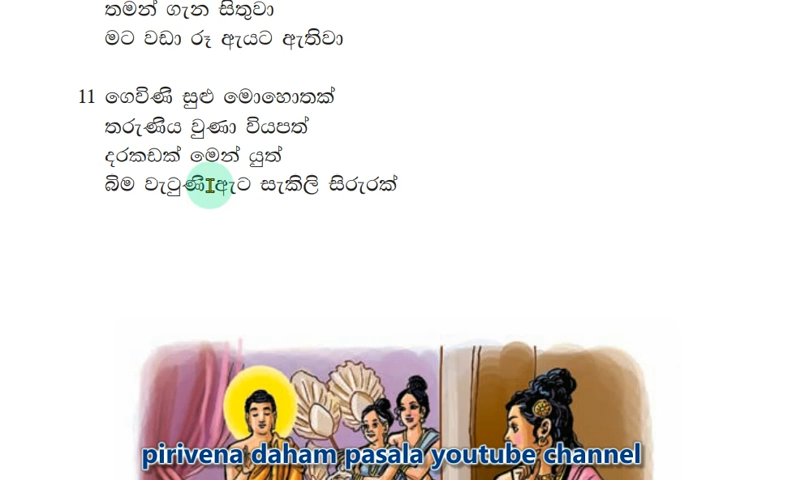 තමන් ගැන සිතුවා
මට වඩා රූ ඇයට ඇතිවා
11 ගෙවිණි සුළු මොහොතක්
තරුණිය වුණා වියපත්
දරකඩක් මෙන් යුත්
බිම වැටුණි ඇට සැකිලි සිරුරක්
pirivena daham pasala youtube channel